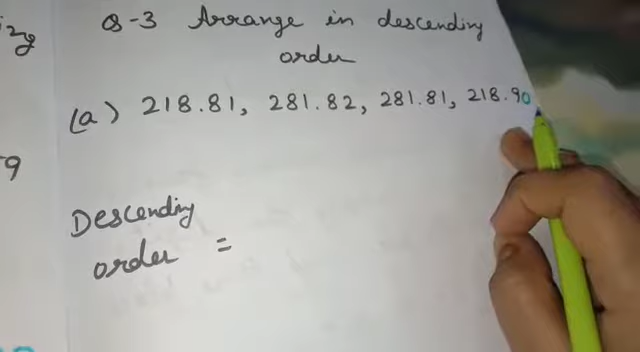 Q-3 Arrange in descending
order
(a) 218.81, 281.82, 281.81, 218.90
Descending
order =